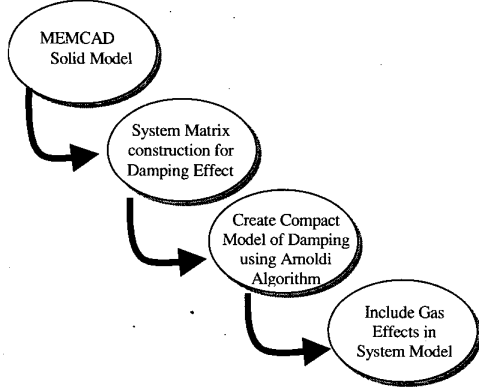 MEMCAD
Solid Model
System Matrix
construction for
Damping Effect
Create Compact
Model of Damping
using Arnoldi
Algorithm
Include Gas
Effects in
System Model